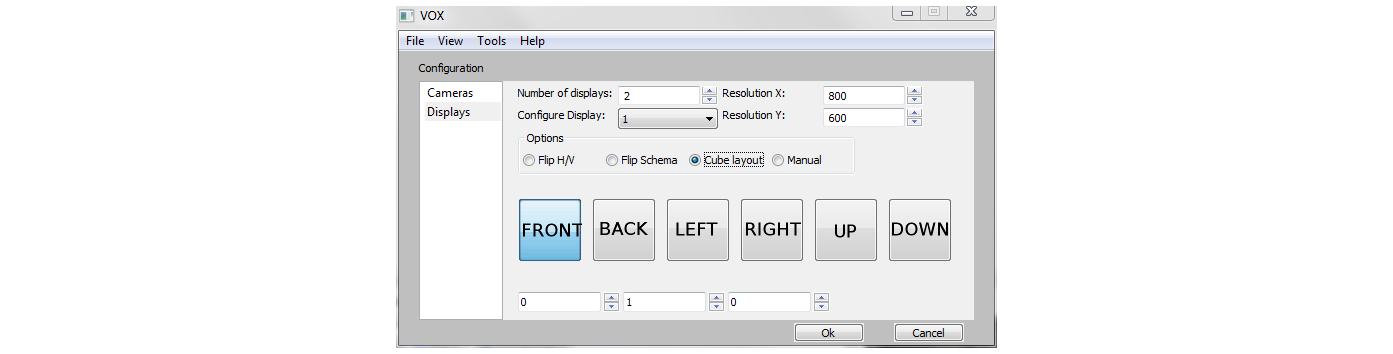 VOX
File View Tools Help
Configuration
Cameras
Displays
Number of displays: 2 Resolution X: 800
Configure Display: 1 Resolution Y: 600
Options
Flip H/V Flip Schema Cube layout Manual
FRONT BACK LEFT RIGHT UP DOWN
0 1 0
Ok Cancel